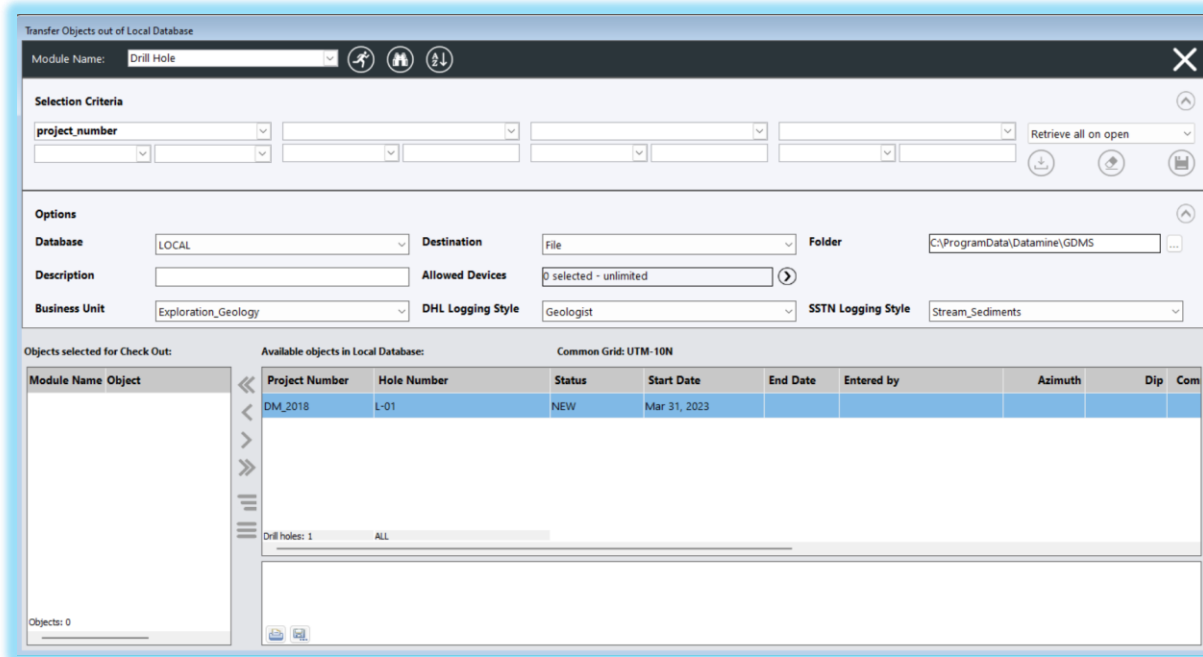 Transfer Objects out of Local Database
Module Name: Drill Hole
Selection Criteria
project_number
Retrieve all on open
Options
Database LOCAL Destination File Folder C:\ProgramData\Datamine\GDMS ...
Description Allowed Devices 0 selected - unlimited
Business Unit Exploration_Geology DHL Logging Style Geologist SSTN Logging Style Stream_Sediments
Objects selected for Check Out: Available objects in Local Database: Common Grid: UTM-10N
Module Name Object Project Number Hole Number Status Start Date End Date Entered by Azimuth Dip Com
DM_2018 L-01 NEW Mar 31, 2023
Drill holes: 1 ALL
Objects: 0